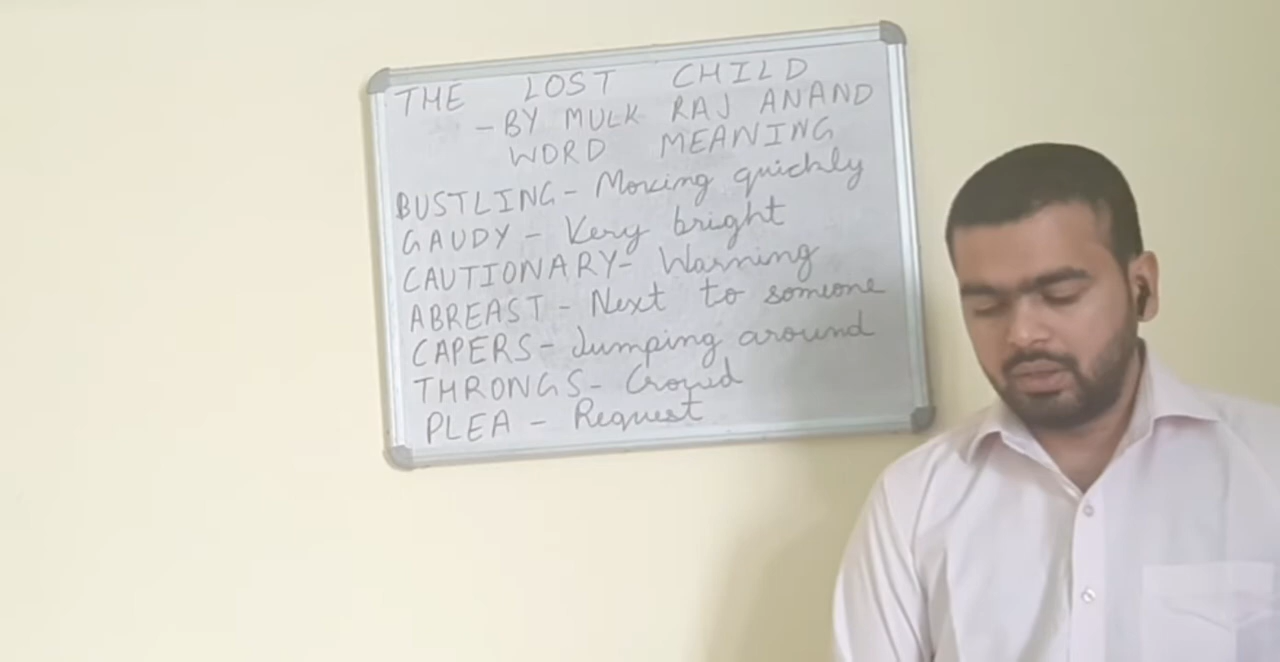 THE LOST CHILD
- BY MULK RAJ ANAND
WORD MEANING
BUSTLING - Moving quickly
GAUDY - Very bright
CAUTIONARY - Warning
ABREAST - Next to someone
CAPERS - Jumping around
THRONGS - Crowd
PLEA - Request